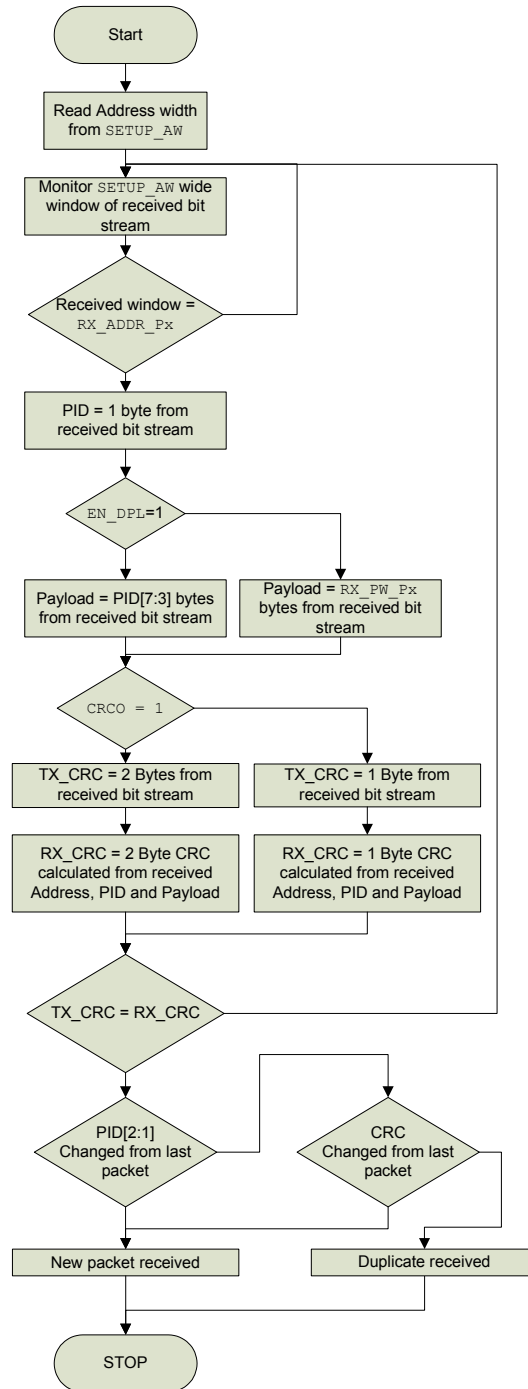 Start
Read Address width
from SETUP_AW
Monitor SETUP_AW wide
window of received bit
stream
Received window =
RX_ADDR_Px
PID = 1 byte from
received bit stream
EN_DPL=1
Payload = PID[7:3] bytes
from received bit stream
Payload = RX_PW_Px
bytes from received bit
stream
CRCO = 1
TX_CRC = 2 Bytes from
received bit stream
TX_CRC = 1 Byte from
received bit stream
RX_CRC = 2 Byte CRC
calculated from received
Address, PID and Payload
RX_CRC = 1 Byte CRC
calculated from received
Address, PID and Payload
TX_CRC = RX_CRC
PID[2:1]
Changed from last
packet
CRC
Changed from last
packet
New packet received
Duplicate received
STOP